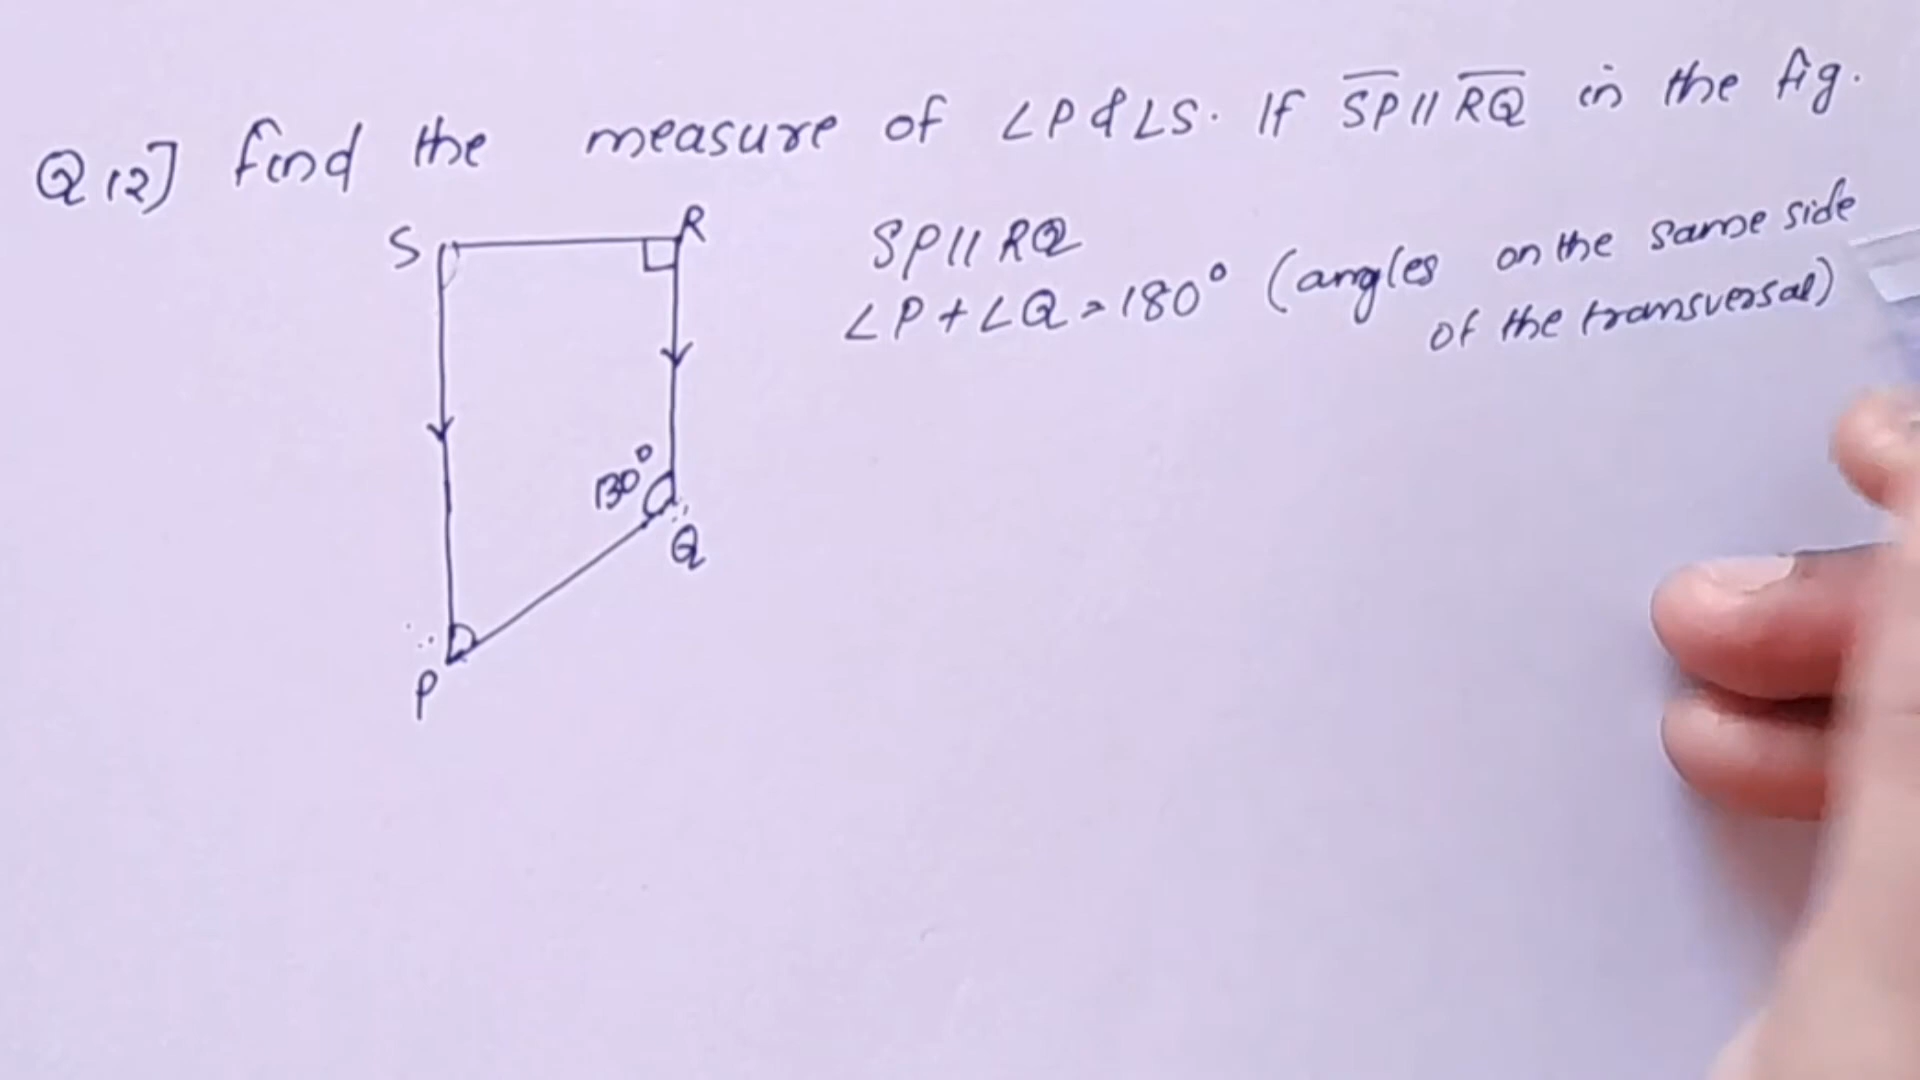 Q12] find the measure of ∠P & ∠S. If S̅P̅ || R̅Q̅ in the fig.
S R
SP || RQ
∠P + ∠Q = 180° (angles on the same side
of the transversal)
130°
Q
P